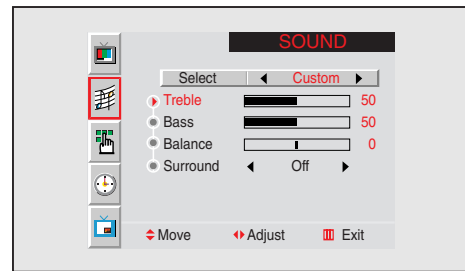 SOUND
Select Custom
Treble 50
Bass 50
Balance 0
Surround Off
Move Adjust Exit